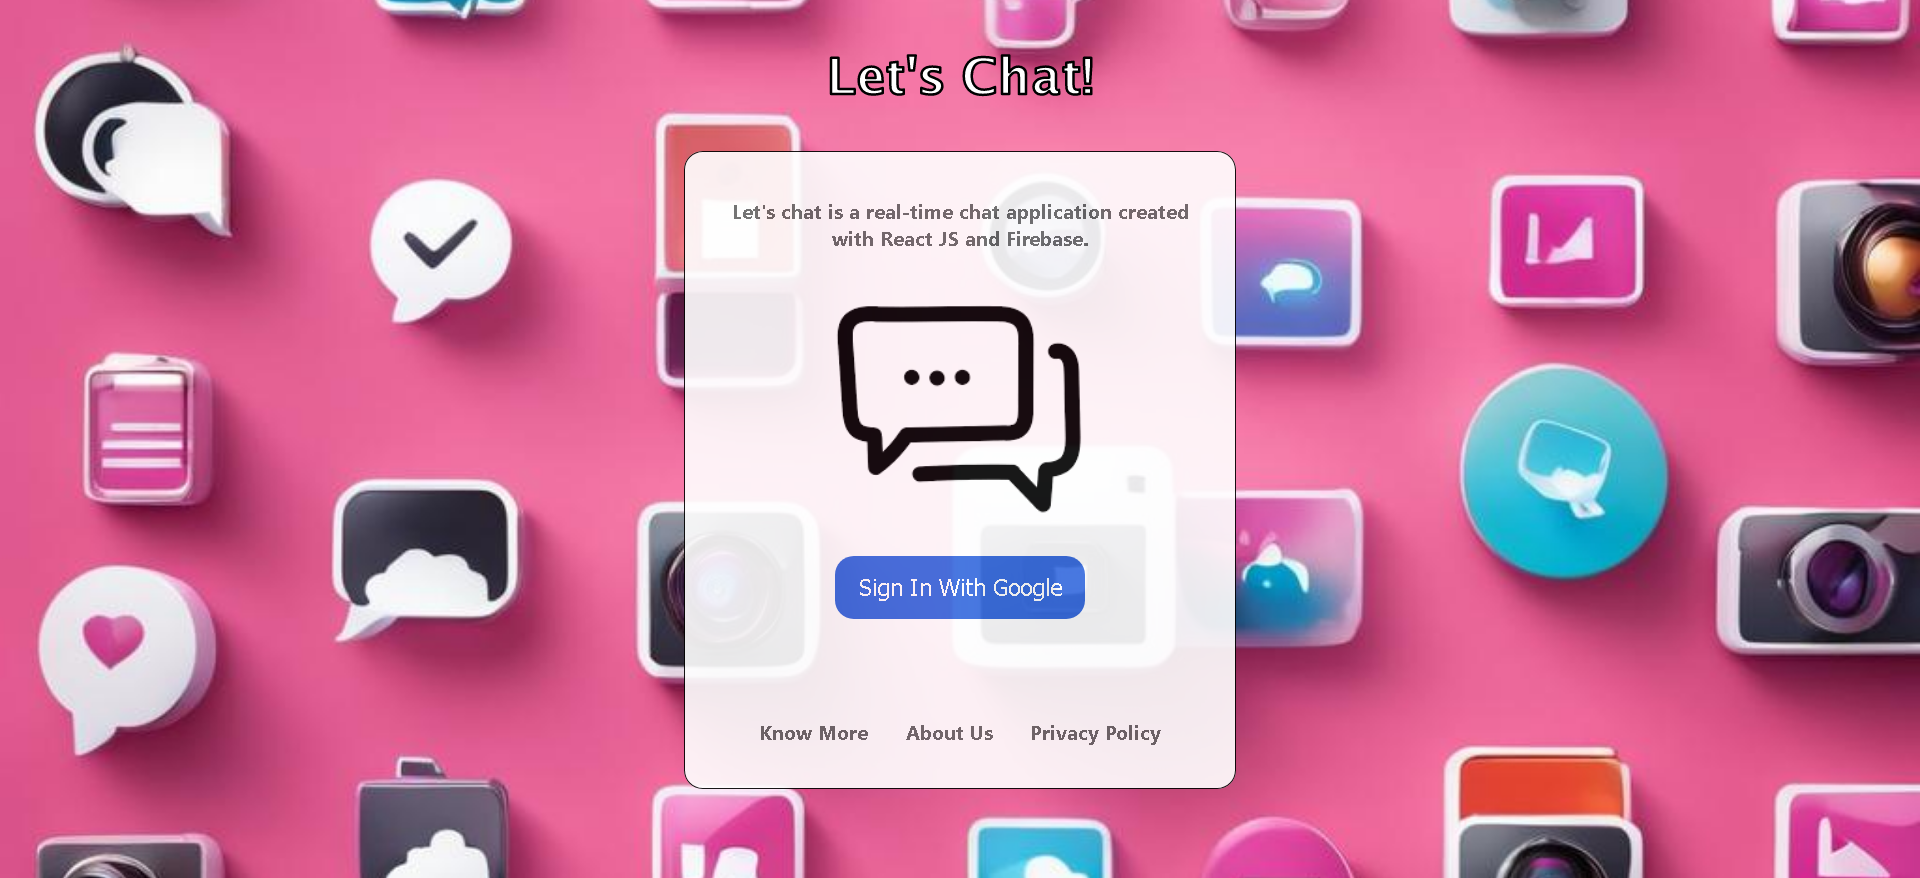 Let's Chat!
Let's chat is a real-time chat application created
with React JS and Firebase.
Sign In With Google
Know More About Us Privacy Policy